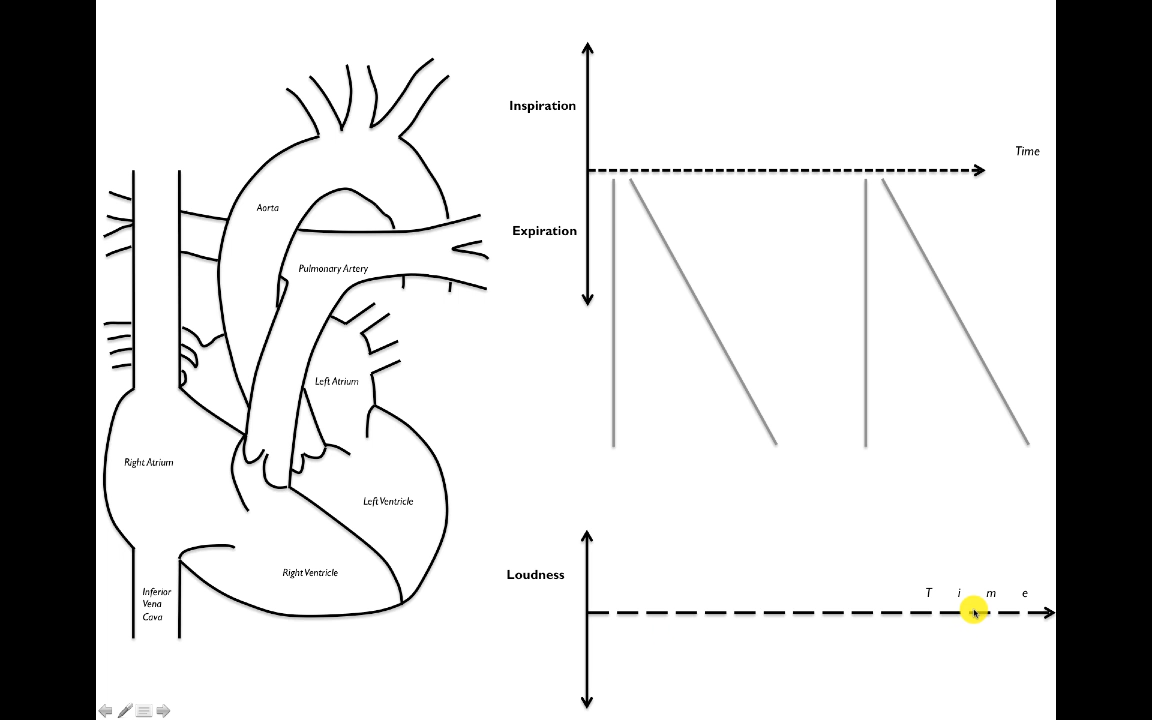 Inspiration
Time
Aorta
Expiration
Pulmonary Artery
Left Atrium
Right Atrium
Left Ventricle
Right Ventricle
Loudness
Inferior
Vena
Cava
T i m e